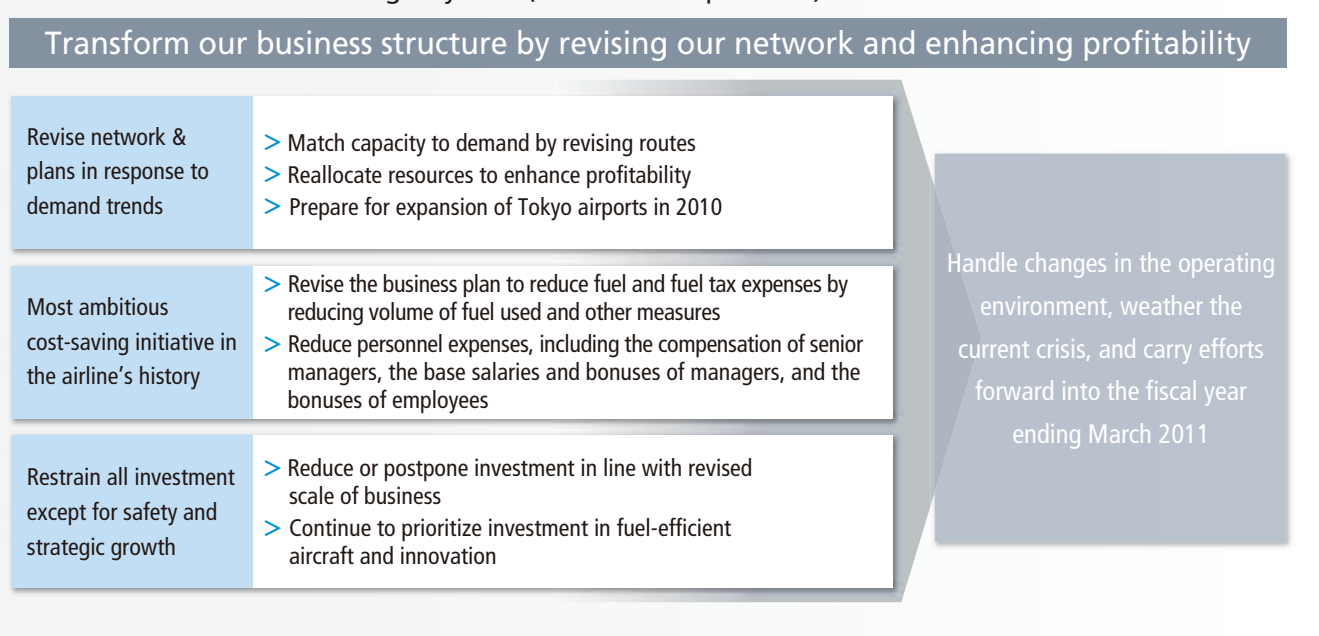 Transform our business structure by revising our network and enhancing profitability
Revise network &
plans in response to
demand trends
> Match capacity to demand by revising routes
> Reallocate resources to enhance profitability
> Prepare for expansion of Tokyo airports in 2010
Most ambitious
cost-saving initiative in
the airline's history
> Revise the business plan to reduce fuel and fuel tax expenses by
reducing volume of fuel used and other measures
> Reduce personnel expenses, including the compensation of senior
managers, the base salaries and bonuses of managers, and the
bonuses of employees
Restrain all investment
except for safety and
strategic growth
> Reduce or postpone investment in line with revised
scale of business
> Continue to prioritize investment in fuel-efficient
aircraft and innovation
Handle changes in the operating
environment, weather the
current crisis, and carry efforts
forward into the fiscal year
ending March 2011